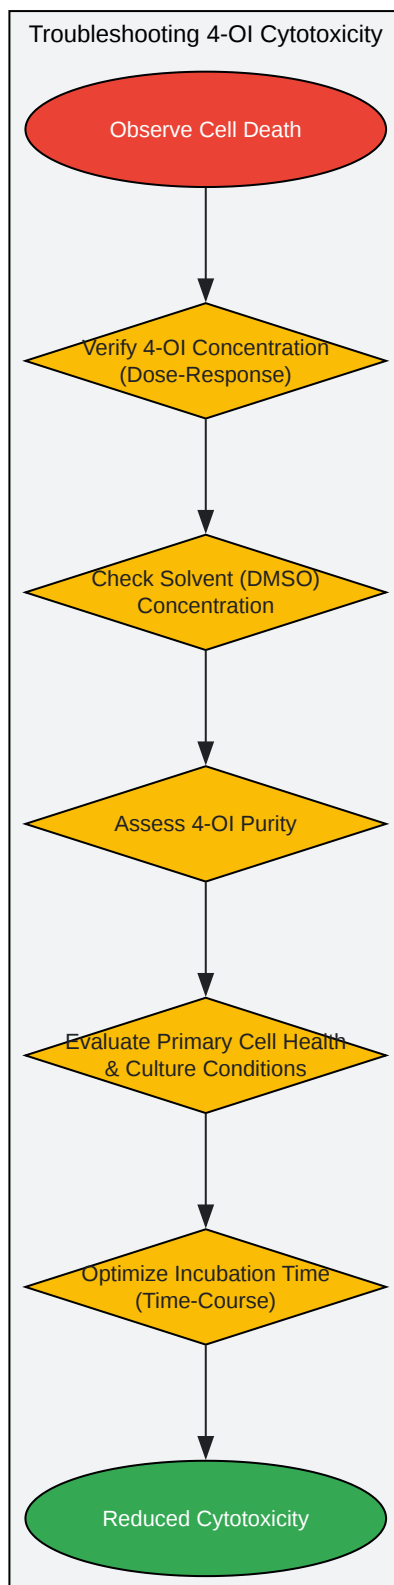 Troubleshooting 4-OI Cytotoxicity
Observe Cell Death
Verify 4-OI Concentration
(Dose-Response)
Check Solvent (DMSO)
Concentration
Assess 4-OI Purity
Evaluate Primary Cell Health
& Culture Conditions
Optimize Incubation Time
(Time-Course)
Reduced Cytotoxicity